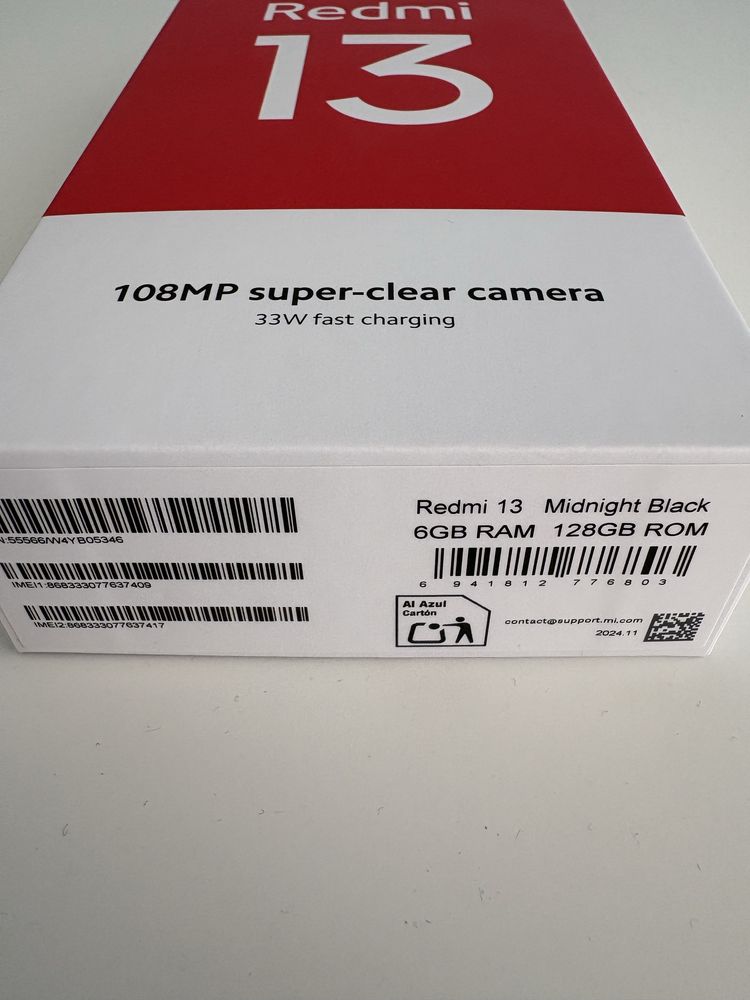 Redmi
13
108MP super-clear camera
33W fast charging
Redmi 13 Midnight Black
6GB RAM 128GB ROM
6 941812 776803
IMEI1:868333077637409
IMEI2:868333077637417
Al Azul
Cartón
contact@support.mi.com
2024.11